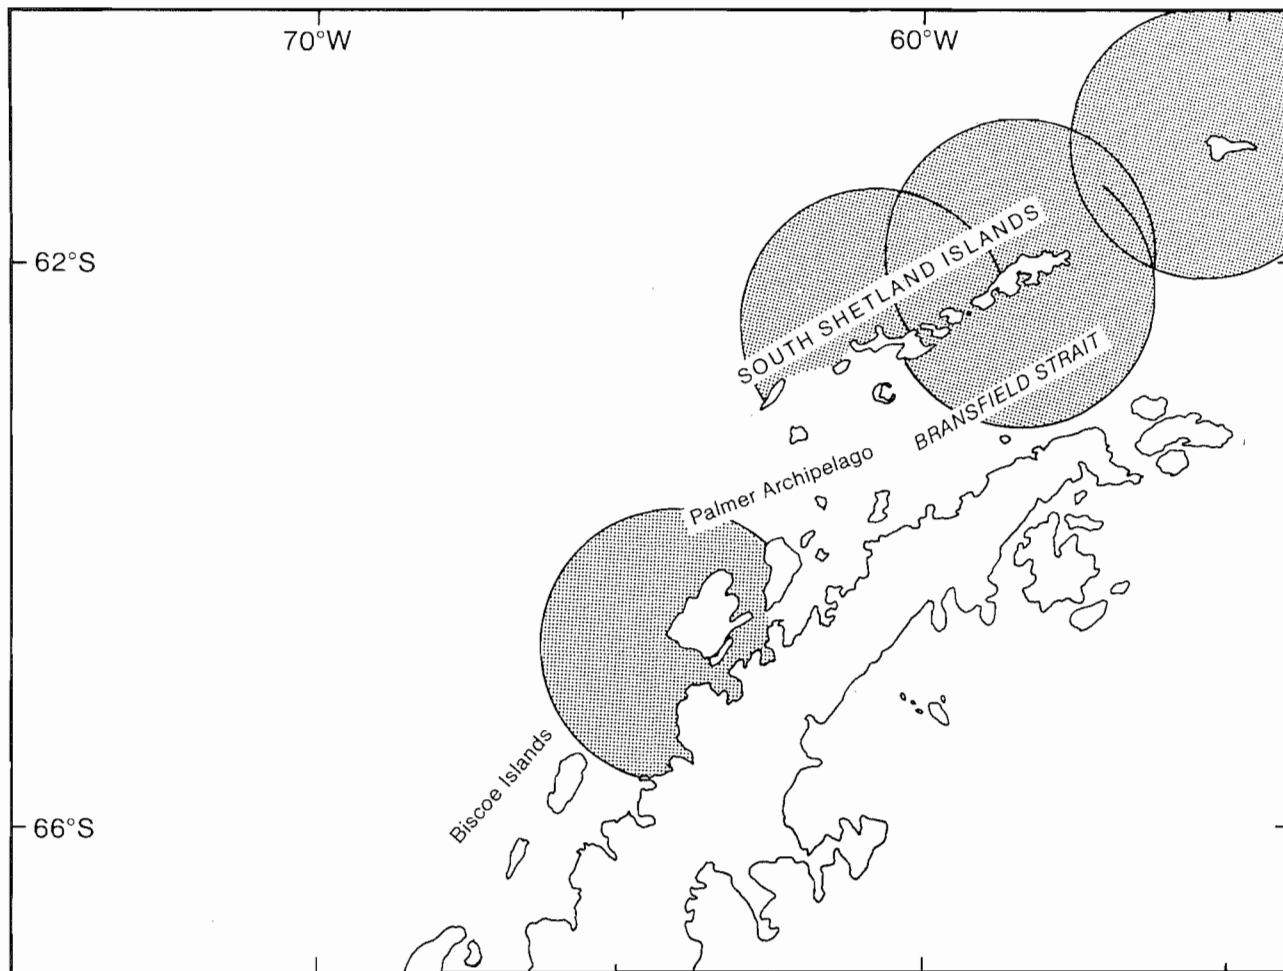 70°W
60°W
62°S
SOUTH SHETLAND ISLANDS
BRANSFIELD STRAIT
Palmer Archipelago
Biscoe Islands
66°S